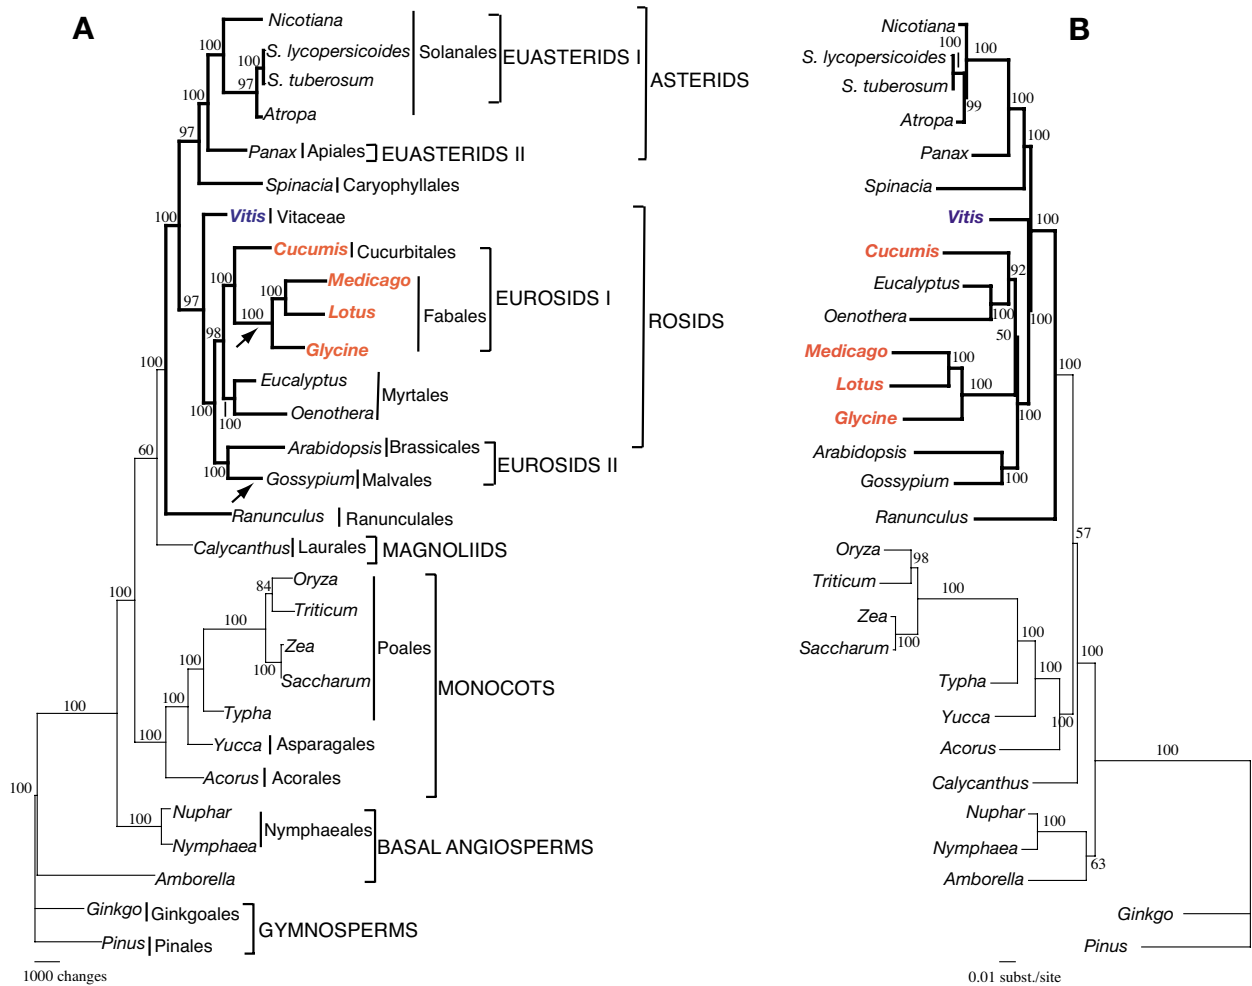 A
Nicotiana
100
S. lycopersicoides
Solanales
EUASTERIDS I
100
S. tuberosum
97
ASTERIDS
100
Atropa
97
Panax
Apiales
EUASTERIDS II
Spinacia
Caryophyllales
100
Vitis
Vitaceae
Cucumis
Cucurbitales
100
Medicago
100
EUROSIDS I
97
100
Lotus
Fabales
ROSIDS
98
Glycine
100
Eucalyptus
Myrtales
100
100
Oenothera
Arabidopsis
Brassicales
60
EUROSIDS II
100
Gossypium
Malvales
Ranunculus
Ranunculales
Calycanthus
Laurales
MAGNOLIIDS
84
Oryza
100
Triticum
100
Zea
Poales
100
100
Saccharum
MONOCOTS
100
100
Typha
100
Yucca
Asparagales
Acorus
Acorales
100
Nuphar
100
Nymphaeales
Nymphaea
BASAL ANGIOSPERMS
Amborella
Ginkgo
Ginkgoales
GYMNOSPERMS
Pinus
Pinales
1000 changes
B
Nicotiana
100
100
S. lycopersicoides
S. tuberosum
99
100
Atropa
100
Panax
Spinacia
Vitis
100
Cucumis
92
Eucalyptus
100
100
Oenothera
50
Medicago
100
100
Lotus
100
100
Glycine
Arabidopsis
100
Gossypium
Ranunculus
57
Oryza
98
Triticum
100
Zea
100
100
Saccharum
100
100
Typha
Yucca
100
Acorus
100
Calycanthus
Nuphar
100
Nymphaea
63
Amborella
Ginkgo
Pinus
0.01 subst./site